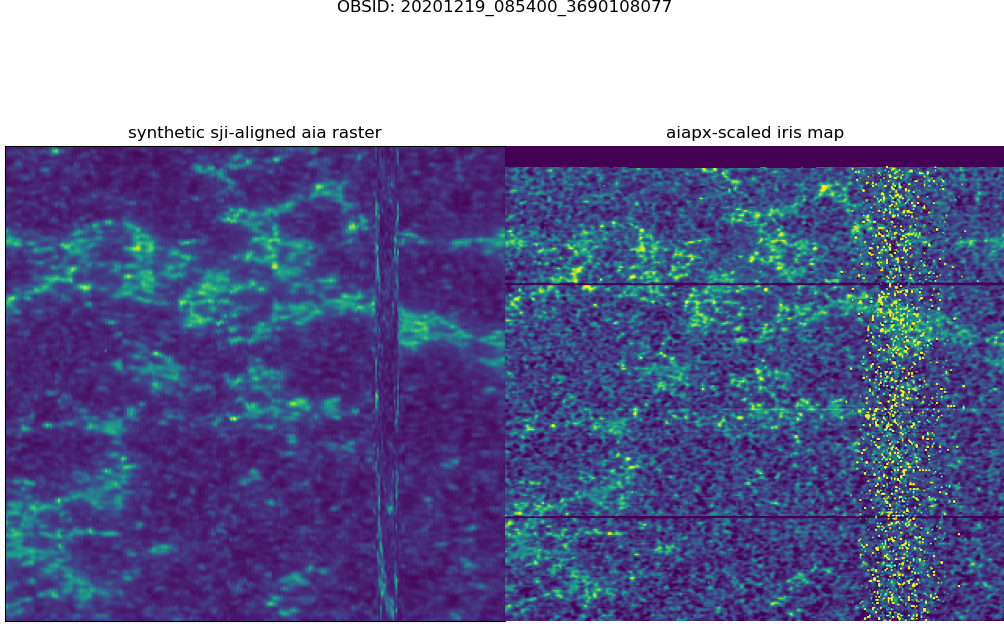 OBSID: 20201219_085400_3690108077
synthetic sji-aligned aia raster
aiapx-scaled iris map